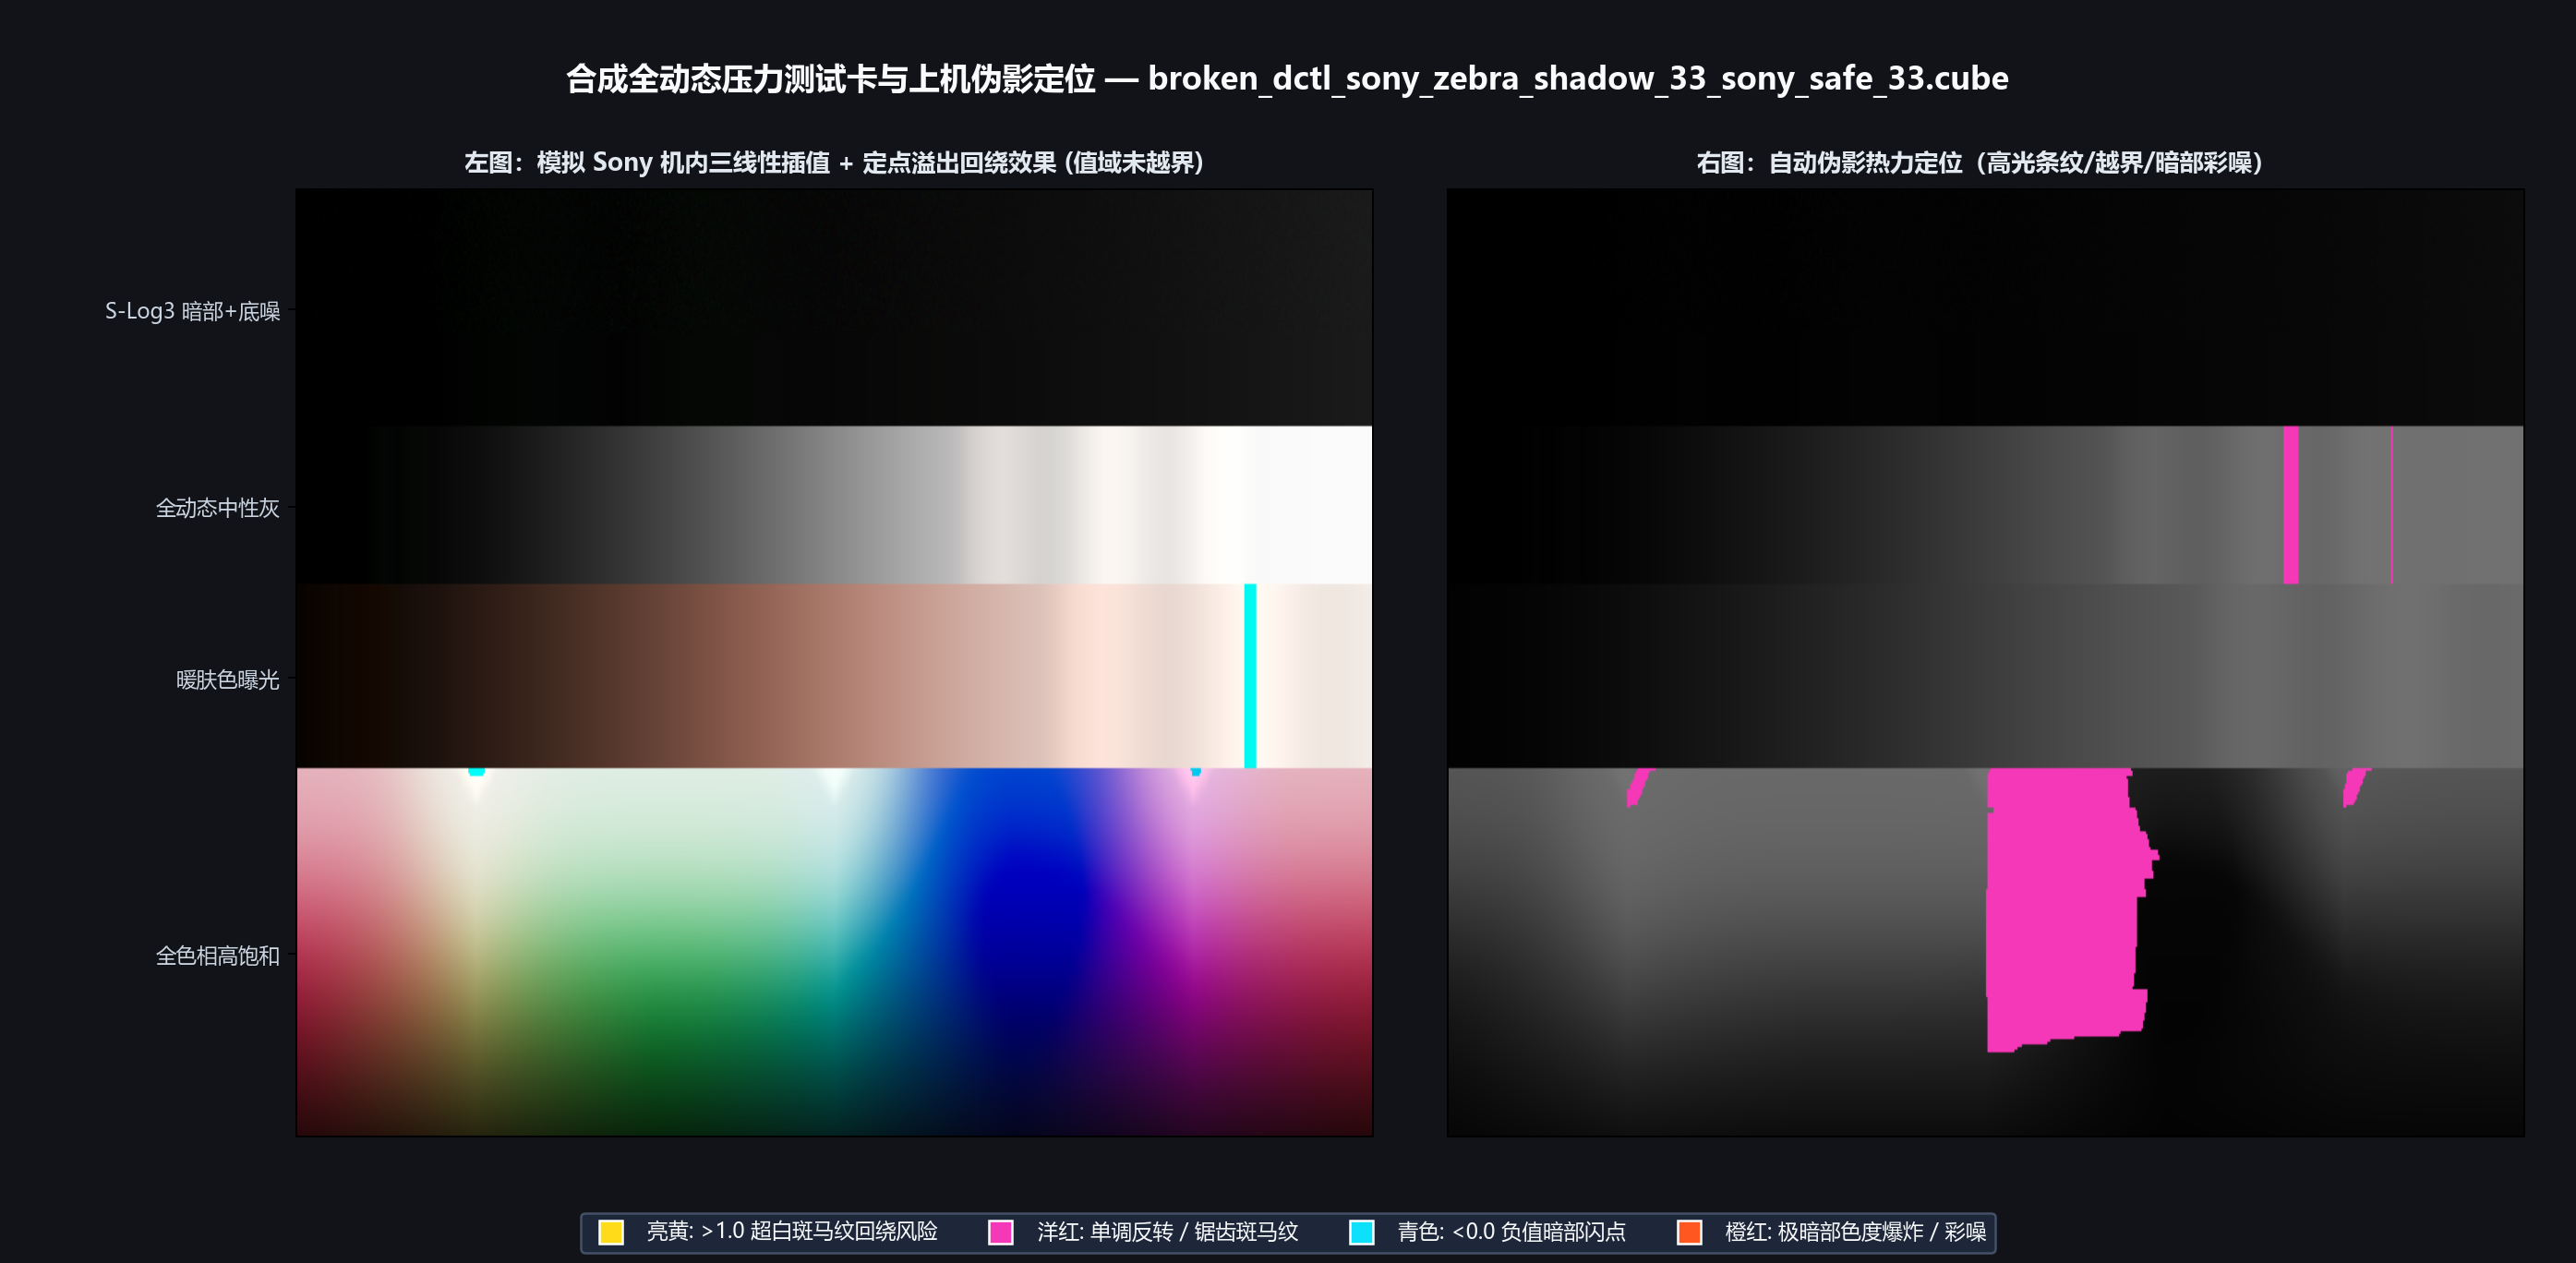 合成全动态压力测试卡与上机伪影定位 — broken_dctl_sony_zebra_shadow_33_sony_safe_33.cube
左图：模拟 Sony 机内三线性插值 + 定点溢出回绕效果 (值域未越界)
右图：自动伪影热力定位（高光条纹/越界/暗部彩噪）
S-Log3 暗部+底噪
全动态中性灰
暖肤色曝光
全色相高饱和
亮黄: >1.0 超白斑马纹回绕风险
洋红: 单调反转 / 锯齿斑马纹
青色: <0.0 负值暗部闪点
橙红: 极暗部色度爆炸 / 彩噪